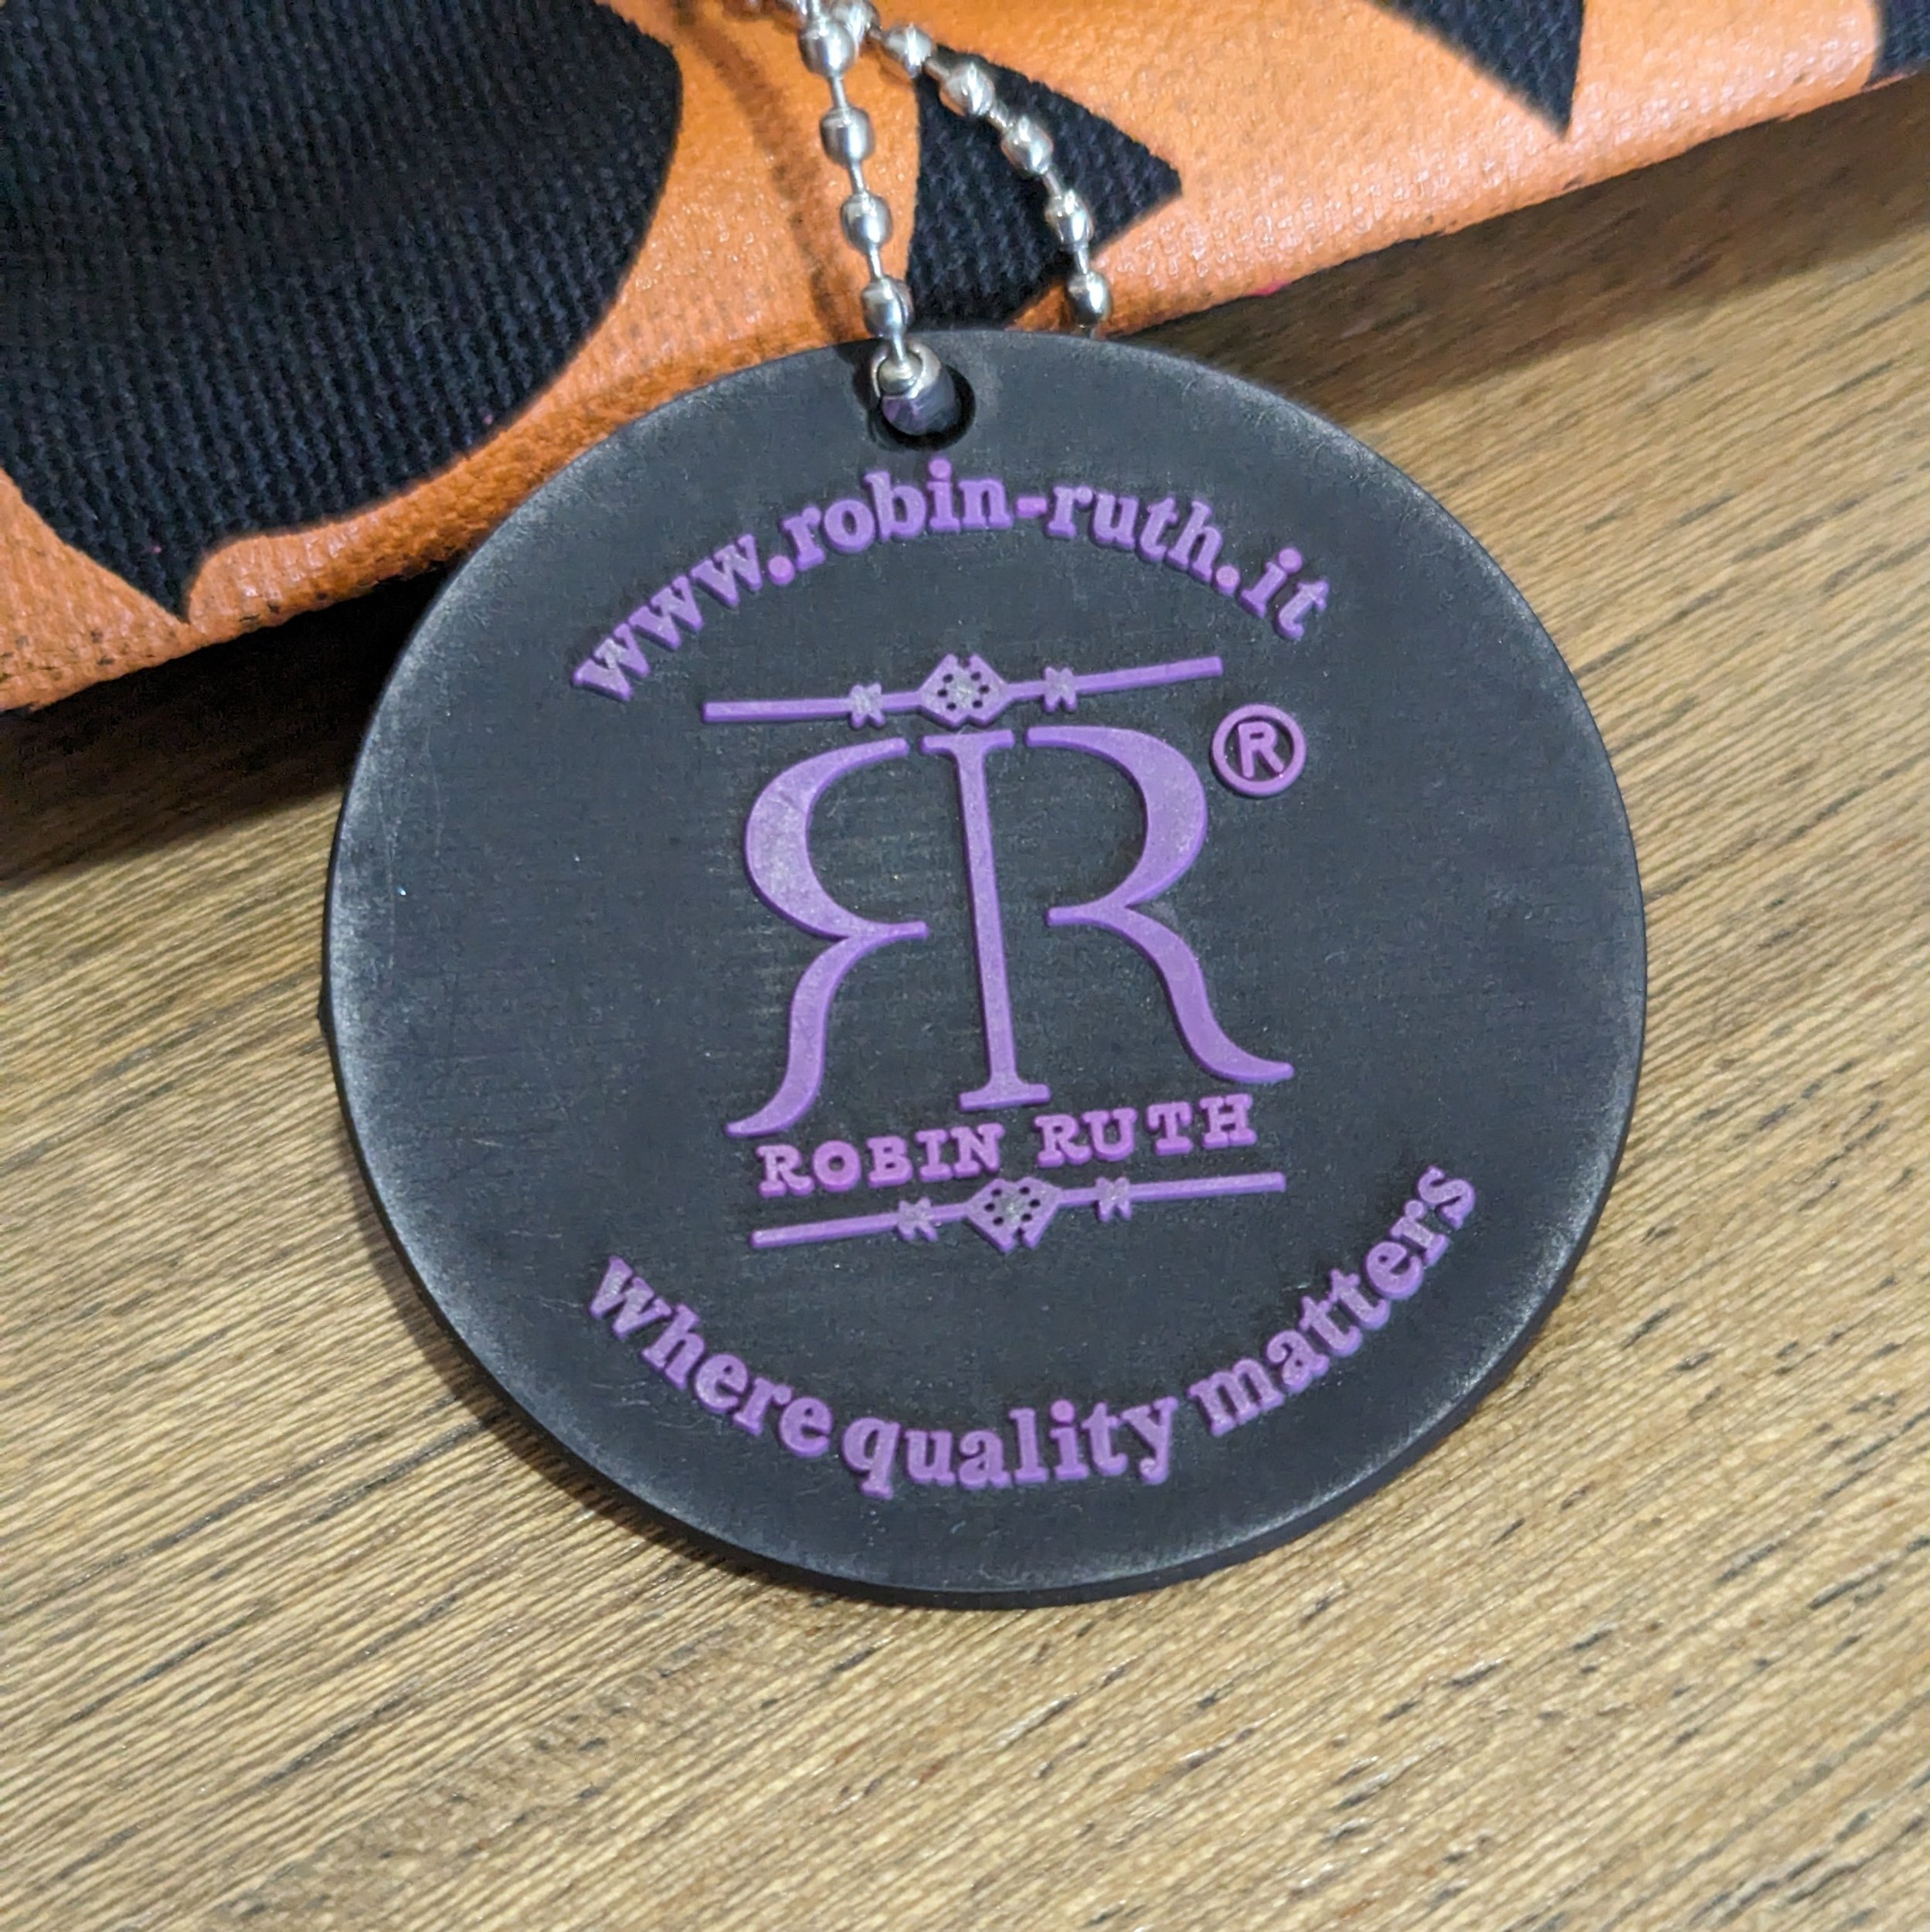 www.robin-ruth.it
RR®
ROBIN RUTH
where quality matters